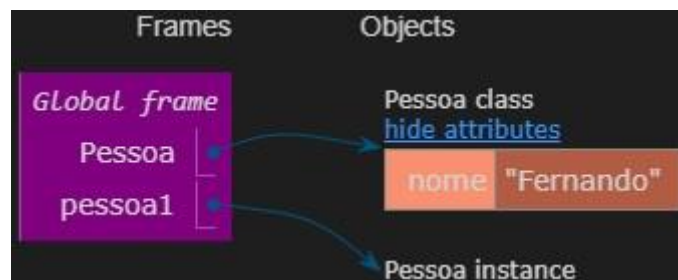 Frames Objects
Global frame
Pessoa
pessoa1
Pessoa class
hide attributes
nome "Fernando"
Pessoa instance